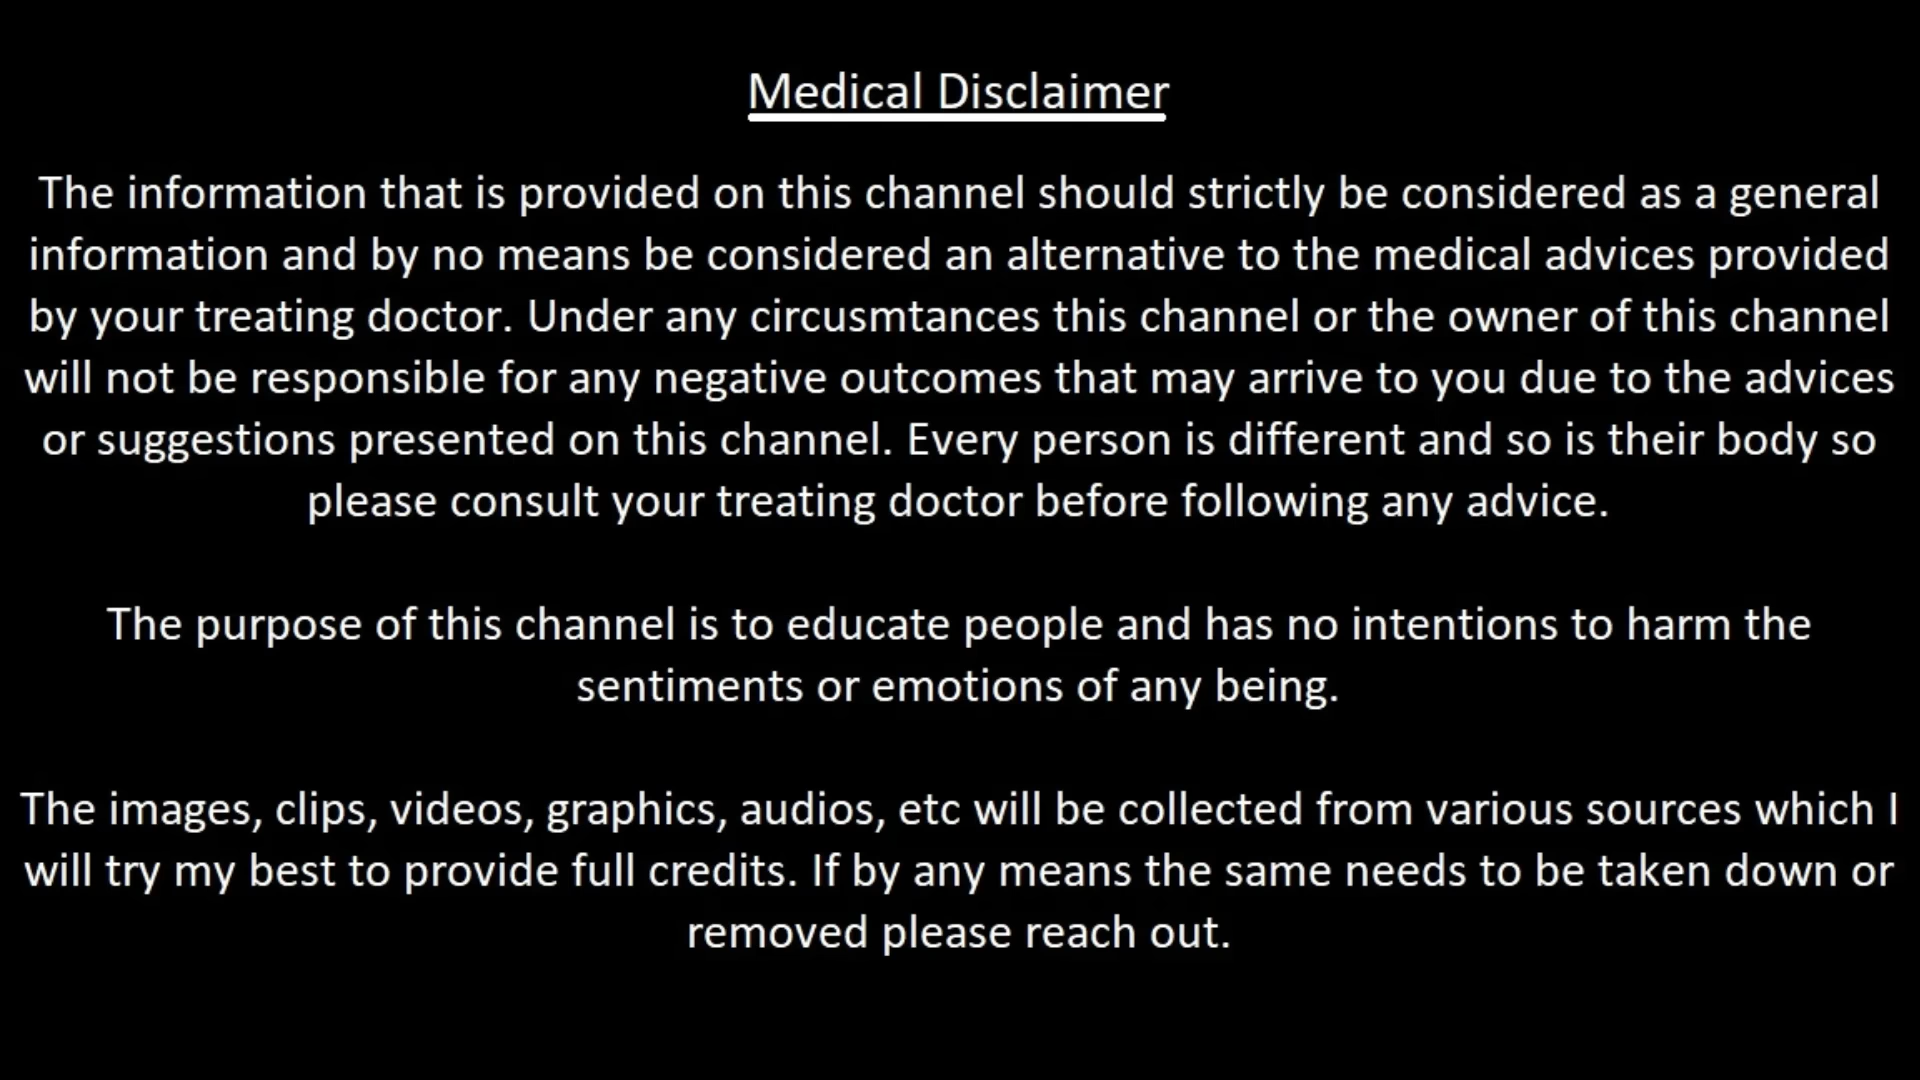 Medical Disclaimer
The information that is provided on this channel should strictly be considered as a general
information and by no means be considered an alternative to the medical advices provided
by your treating doctor. Under any circusmtances this channel or the owner of this channel
will not be responsible for any negative outcomes that may arrive to you due to the advices
or suggestions presented on this channel. Every person is different and so is their body so
please consult your treating doctor before following any advice.
The purpose of this channel is to educate people and has no intentions to harm the
sentiments or emotions of any being.
The images, clips, videos, graphics, audios, etc will be collected from various sources which I
will try my best to provide full credits. If by any means the same needs to be taken down or
removed please reach out.